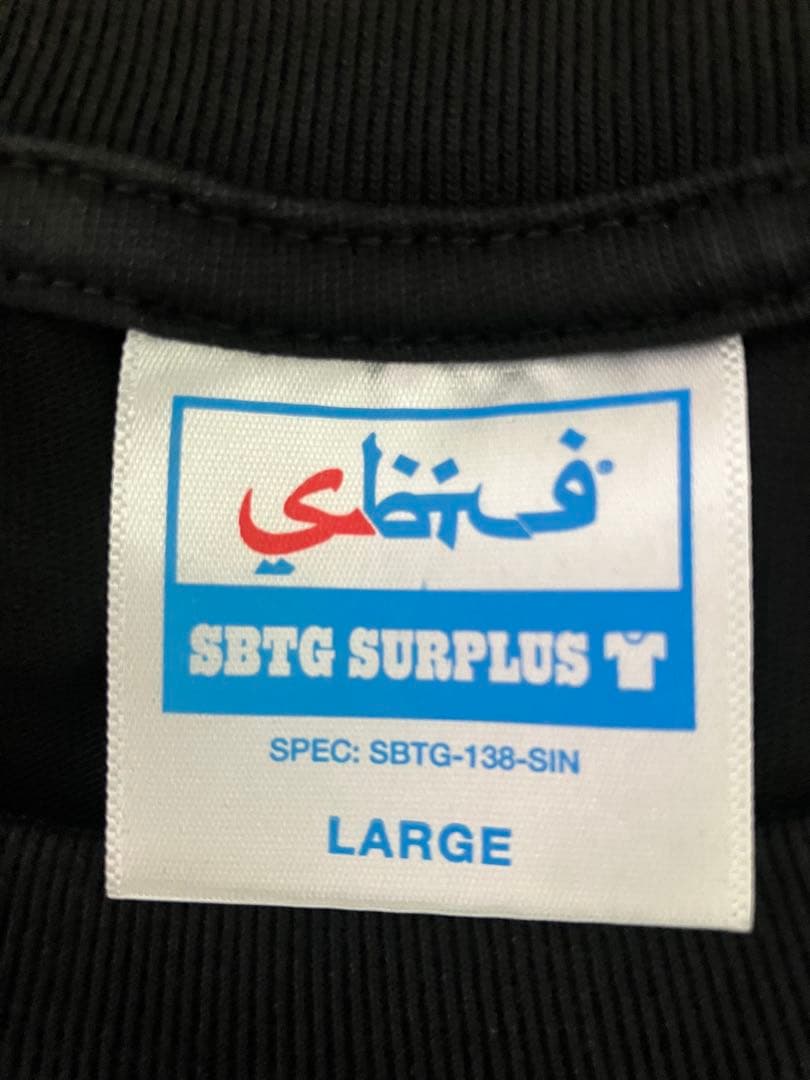 SBTG SURPLUS
SPEC: SBTG-138-SIN
LARGE